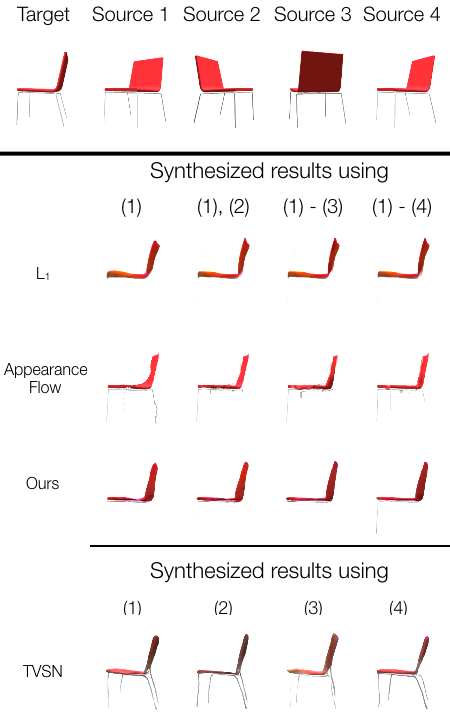 Target Source 1 Source 2 Source 3 Source 4
Synthesized results using
(1) (1), (2) (1) - (3) (1) - (4)
L₁
Appearance
Flow
Ours
Synthesized results using
(1) (2) (3) (4)
TVSN